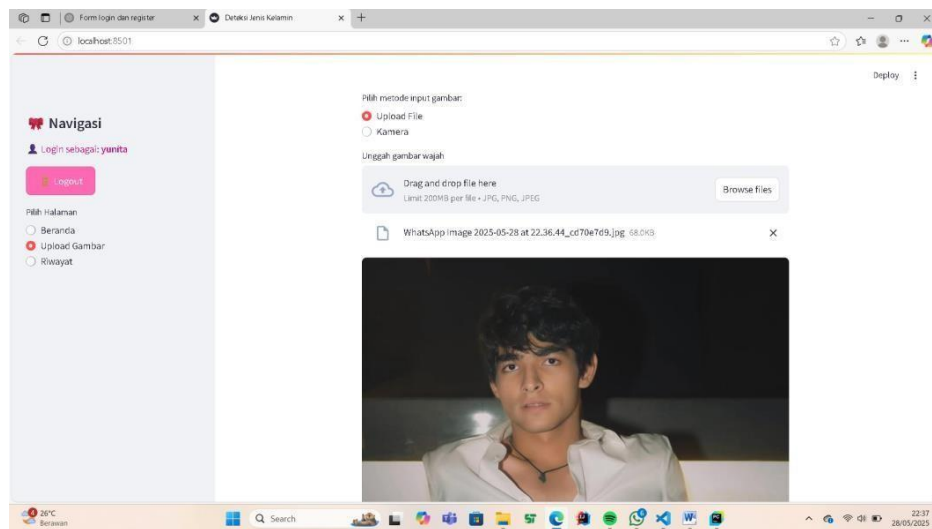 Form login dan register
Deteksi Jenis Kelamin
localhost:8501
Deploy
Navigasi
Login sebagai: yunita
Logout
Pilih Halaman
Beranda
Upload Gambar
Riwayat
Pilih metode input gambar:
Upload File
Kamera
Unggah gambar wajah
Drag and drop file here
Limit 200MB per file • JPG, PNG, JPEG
Browse files
WhatsApp Image 2025-05-28 at 22.36.44_cd70e7d9.jpg 68.0KB
26°C
Berawan
Search
22:37
28/05/2025